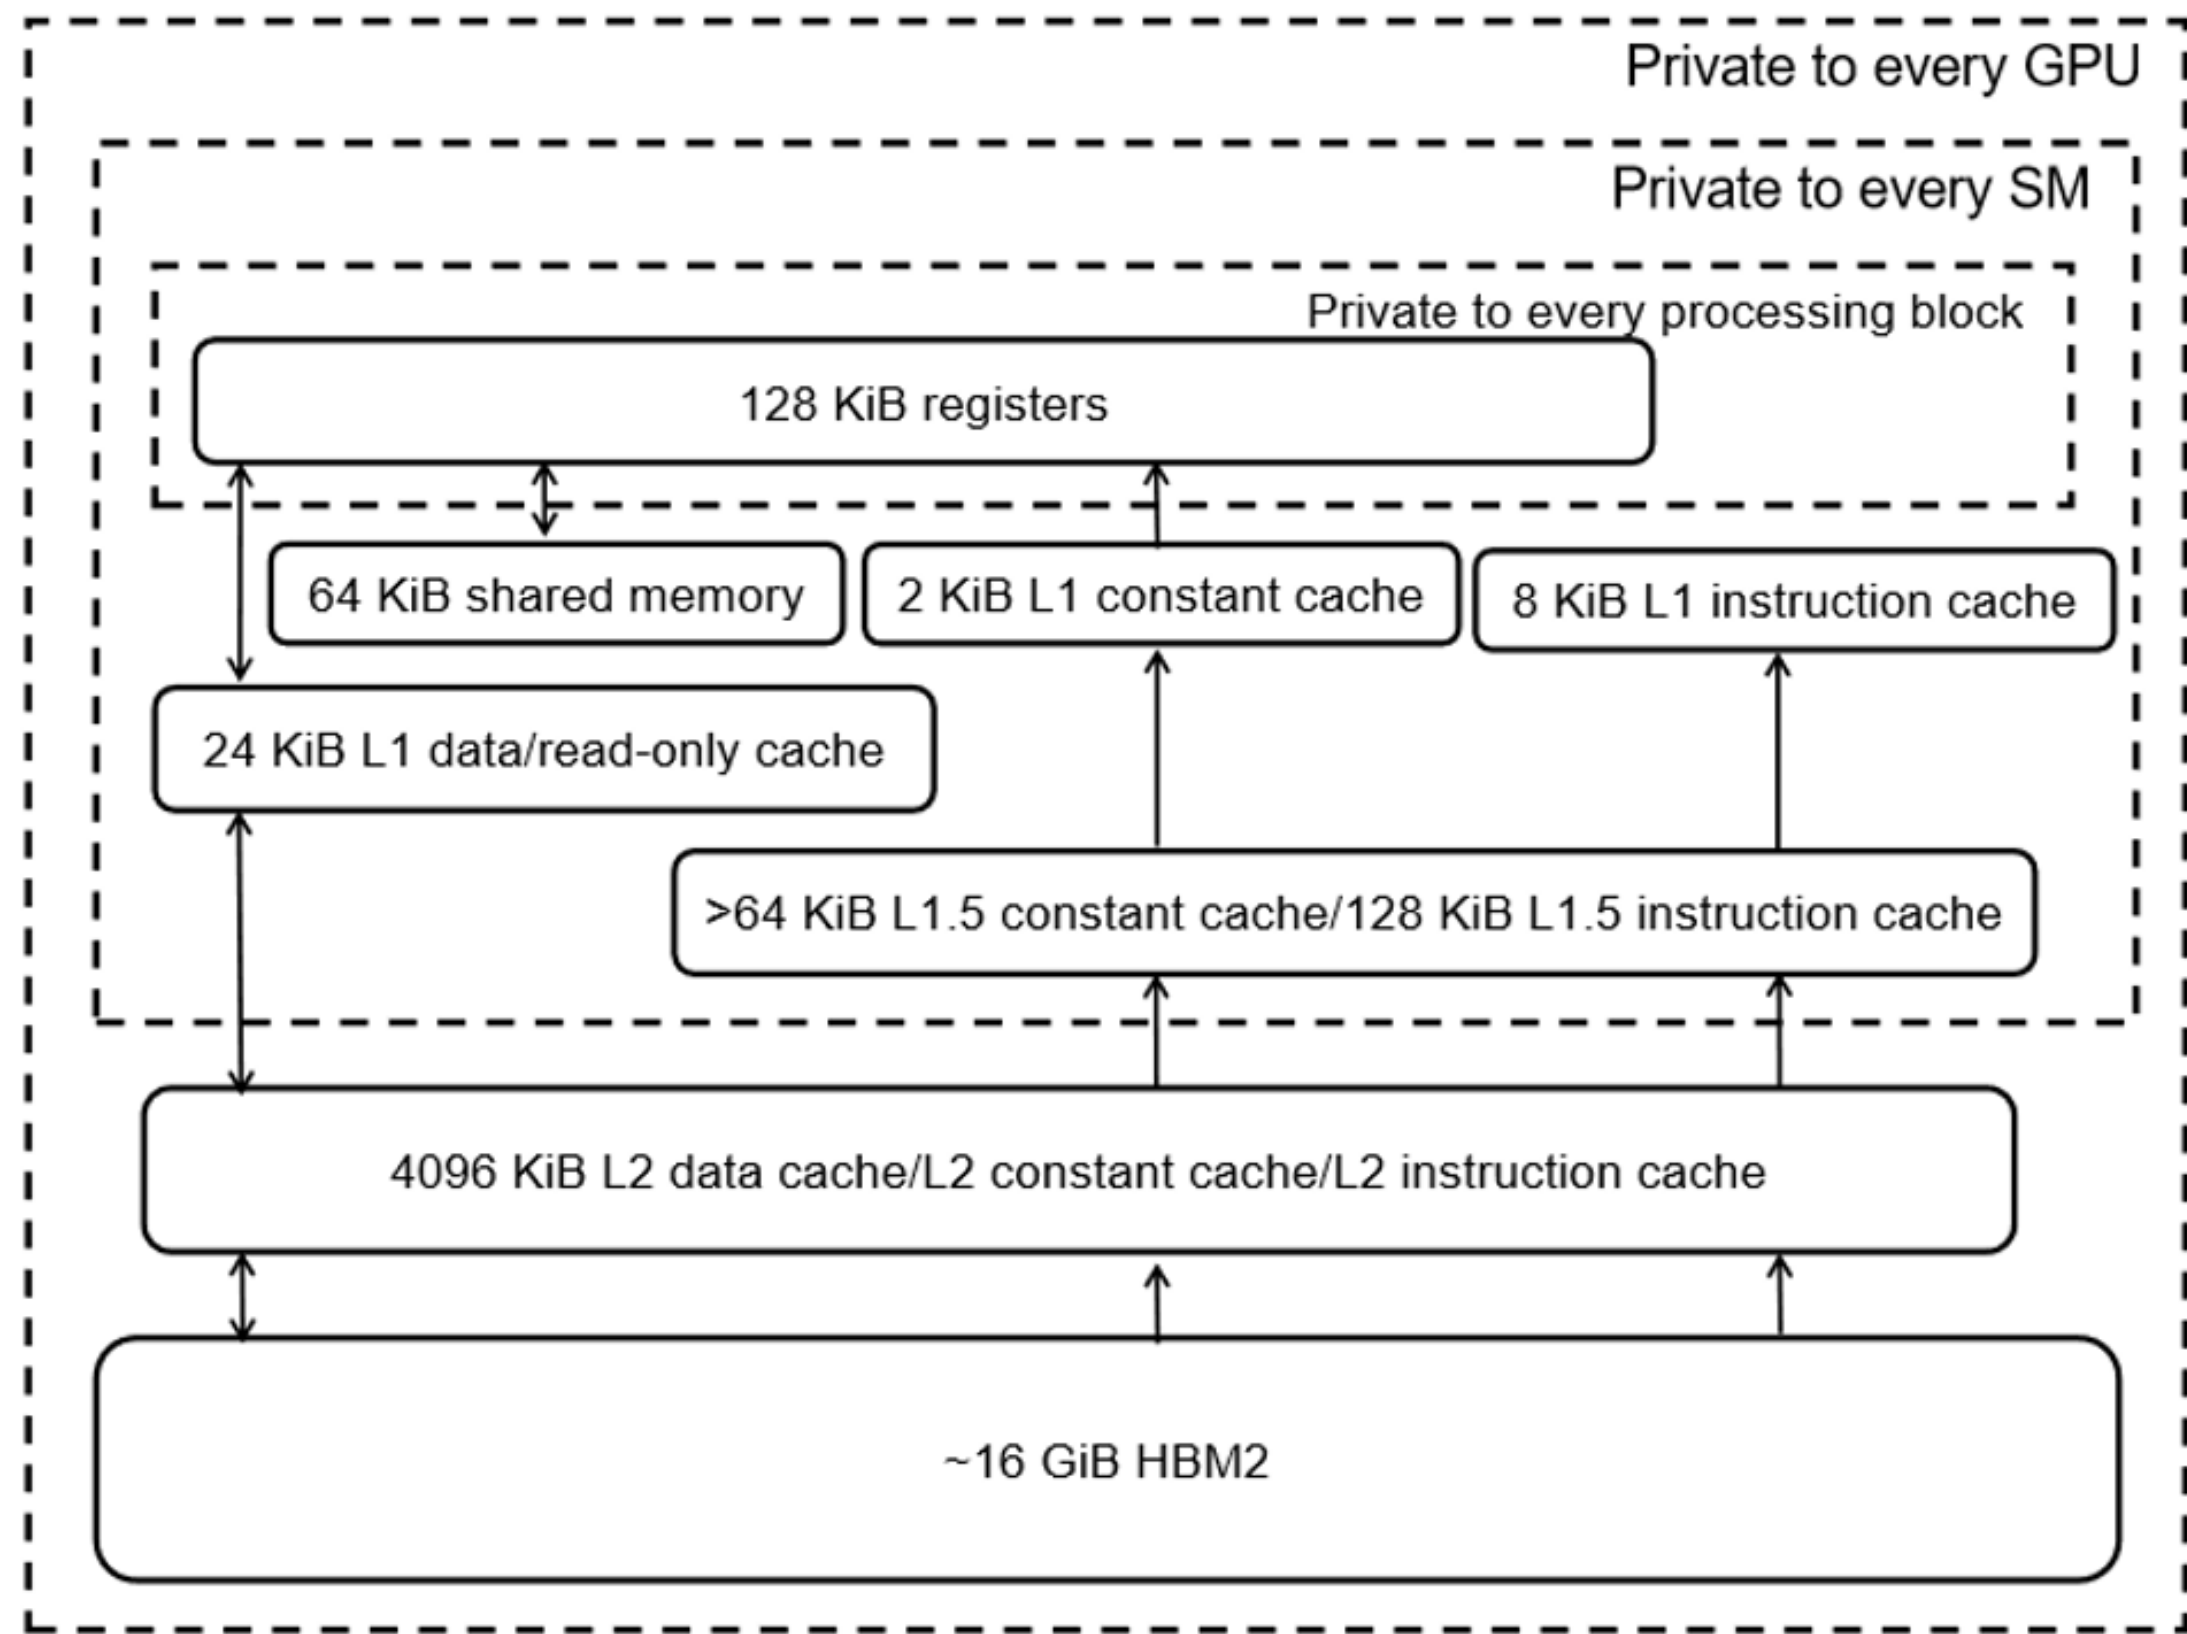 Private to every GPU
Private to every SM
Private to every processing block
128 KiB registers
64 KiB shared memory
2 KiB L1 constant cache
8 KiB L1 instruction cache
24 KiB L1 data/read-only cache
>64 KiB L1.5 constant cache/128 KiB L1.5 instruction cache
4096 KiB L2 data cache/L2 constant cache/L2 instruction cache
~16 GiB HBM2